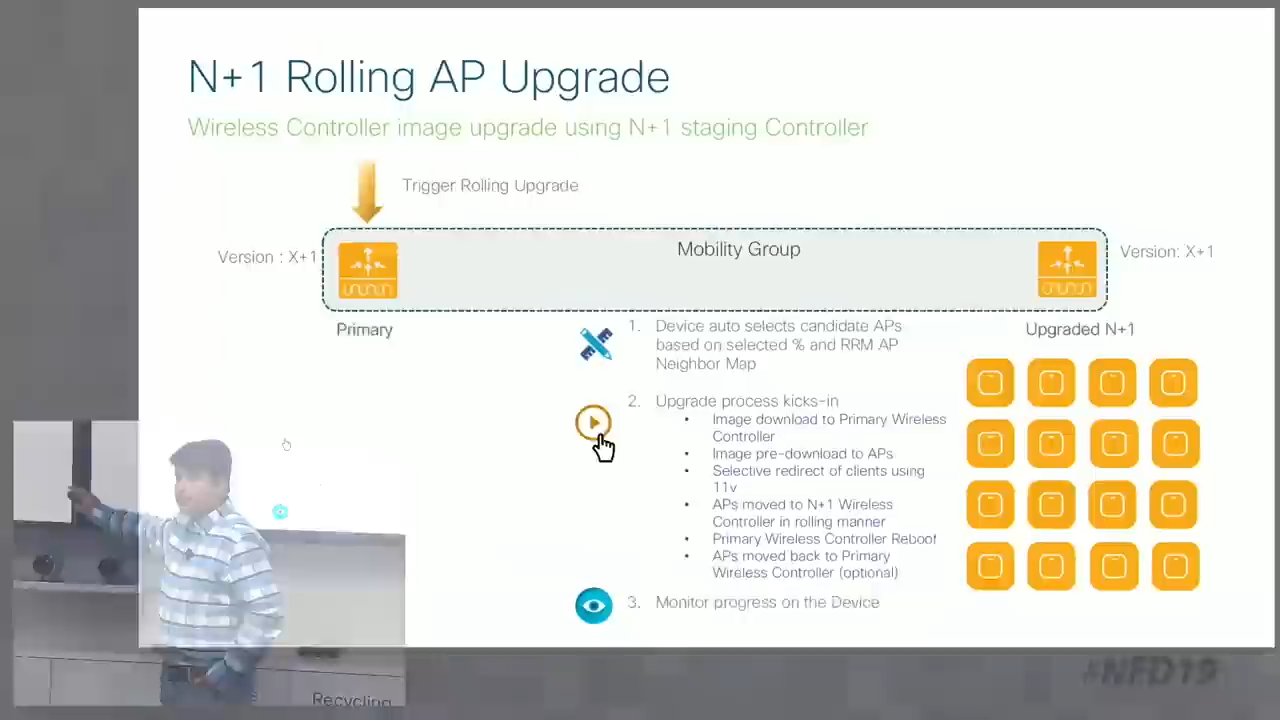 N+1 Rolling AP Upgrade
Wireless Controller image upgrade using N+1 staging Controller
Trigger Rolling Upgrade
Version : X+1
Mobility Group
Version: X+1
Primary
Upgraded N+1
1. Device auto selects candidate APs
based on selected % and RRM AP
Neighbor Map
2. Upgrade process kicks-in
• Image download to Primary Wireless
Controller
• Image pre-download to APs
• Selective redirect of clients using
11v
• APs moved to N+1 Wireless
Controller in rolling manner
• Primary Wireless Controller Reboot
• APs moved back to Primary
Wireless Controller (optional)
3. Monitor progress on the Device
Recycling
#NFD19